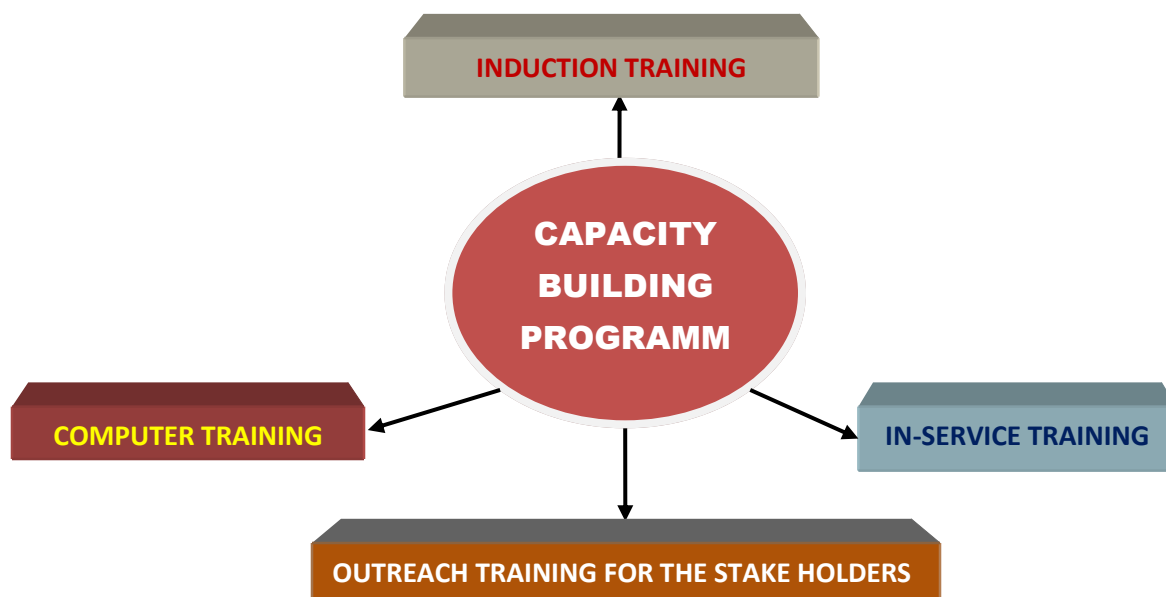 INDUCTION TRAINING
CAPACITY
BUILDING
PROGRAMM
COMPUTER TRAINING
IN-SERVICE TRAINING
OUTREACH TRAINING FOR THE STAKE HOLDERS